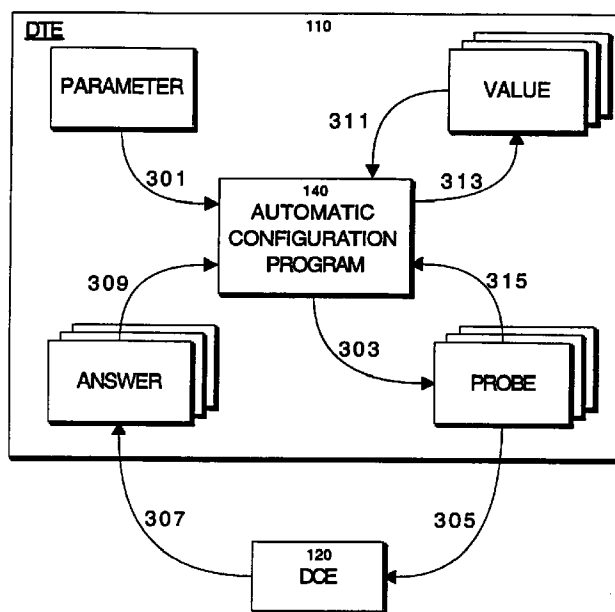 DTE
110
PARAMETER
VALUE
311
301
313
140
AUTOMATIC
CONFIGURATION
PROGRAM
309
315
303
ANSWER
PROBE
307
305
120
DCE